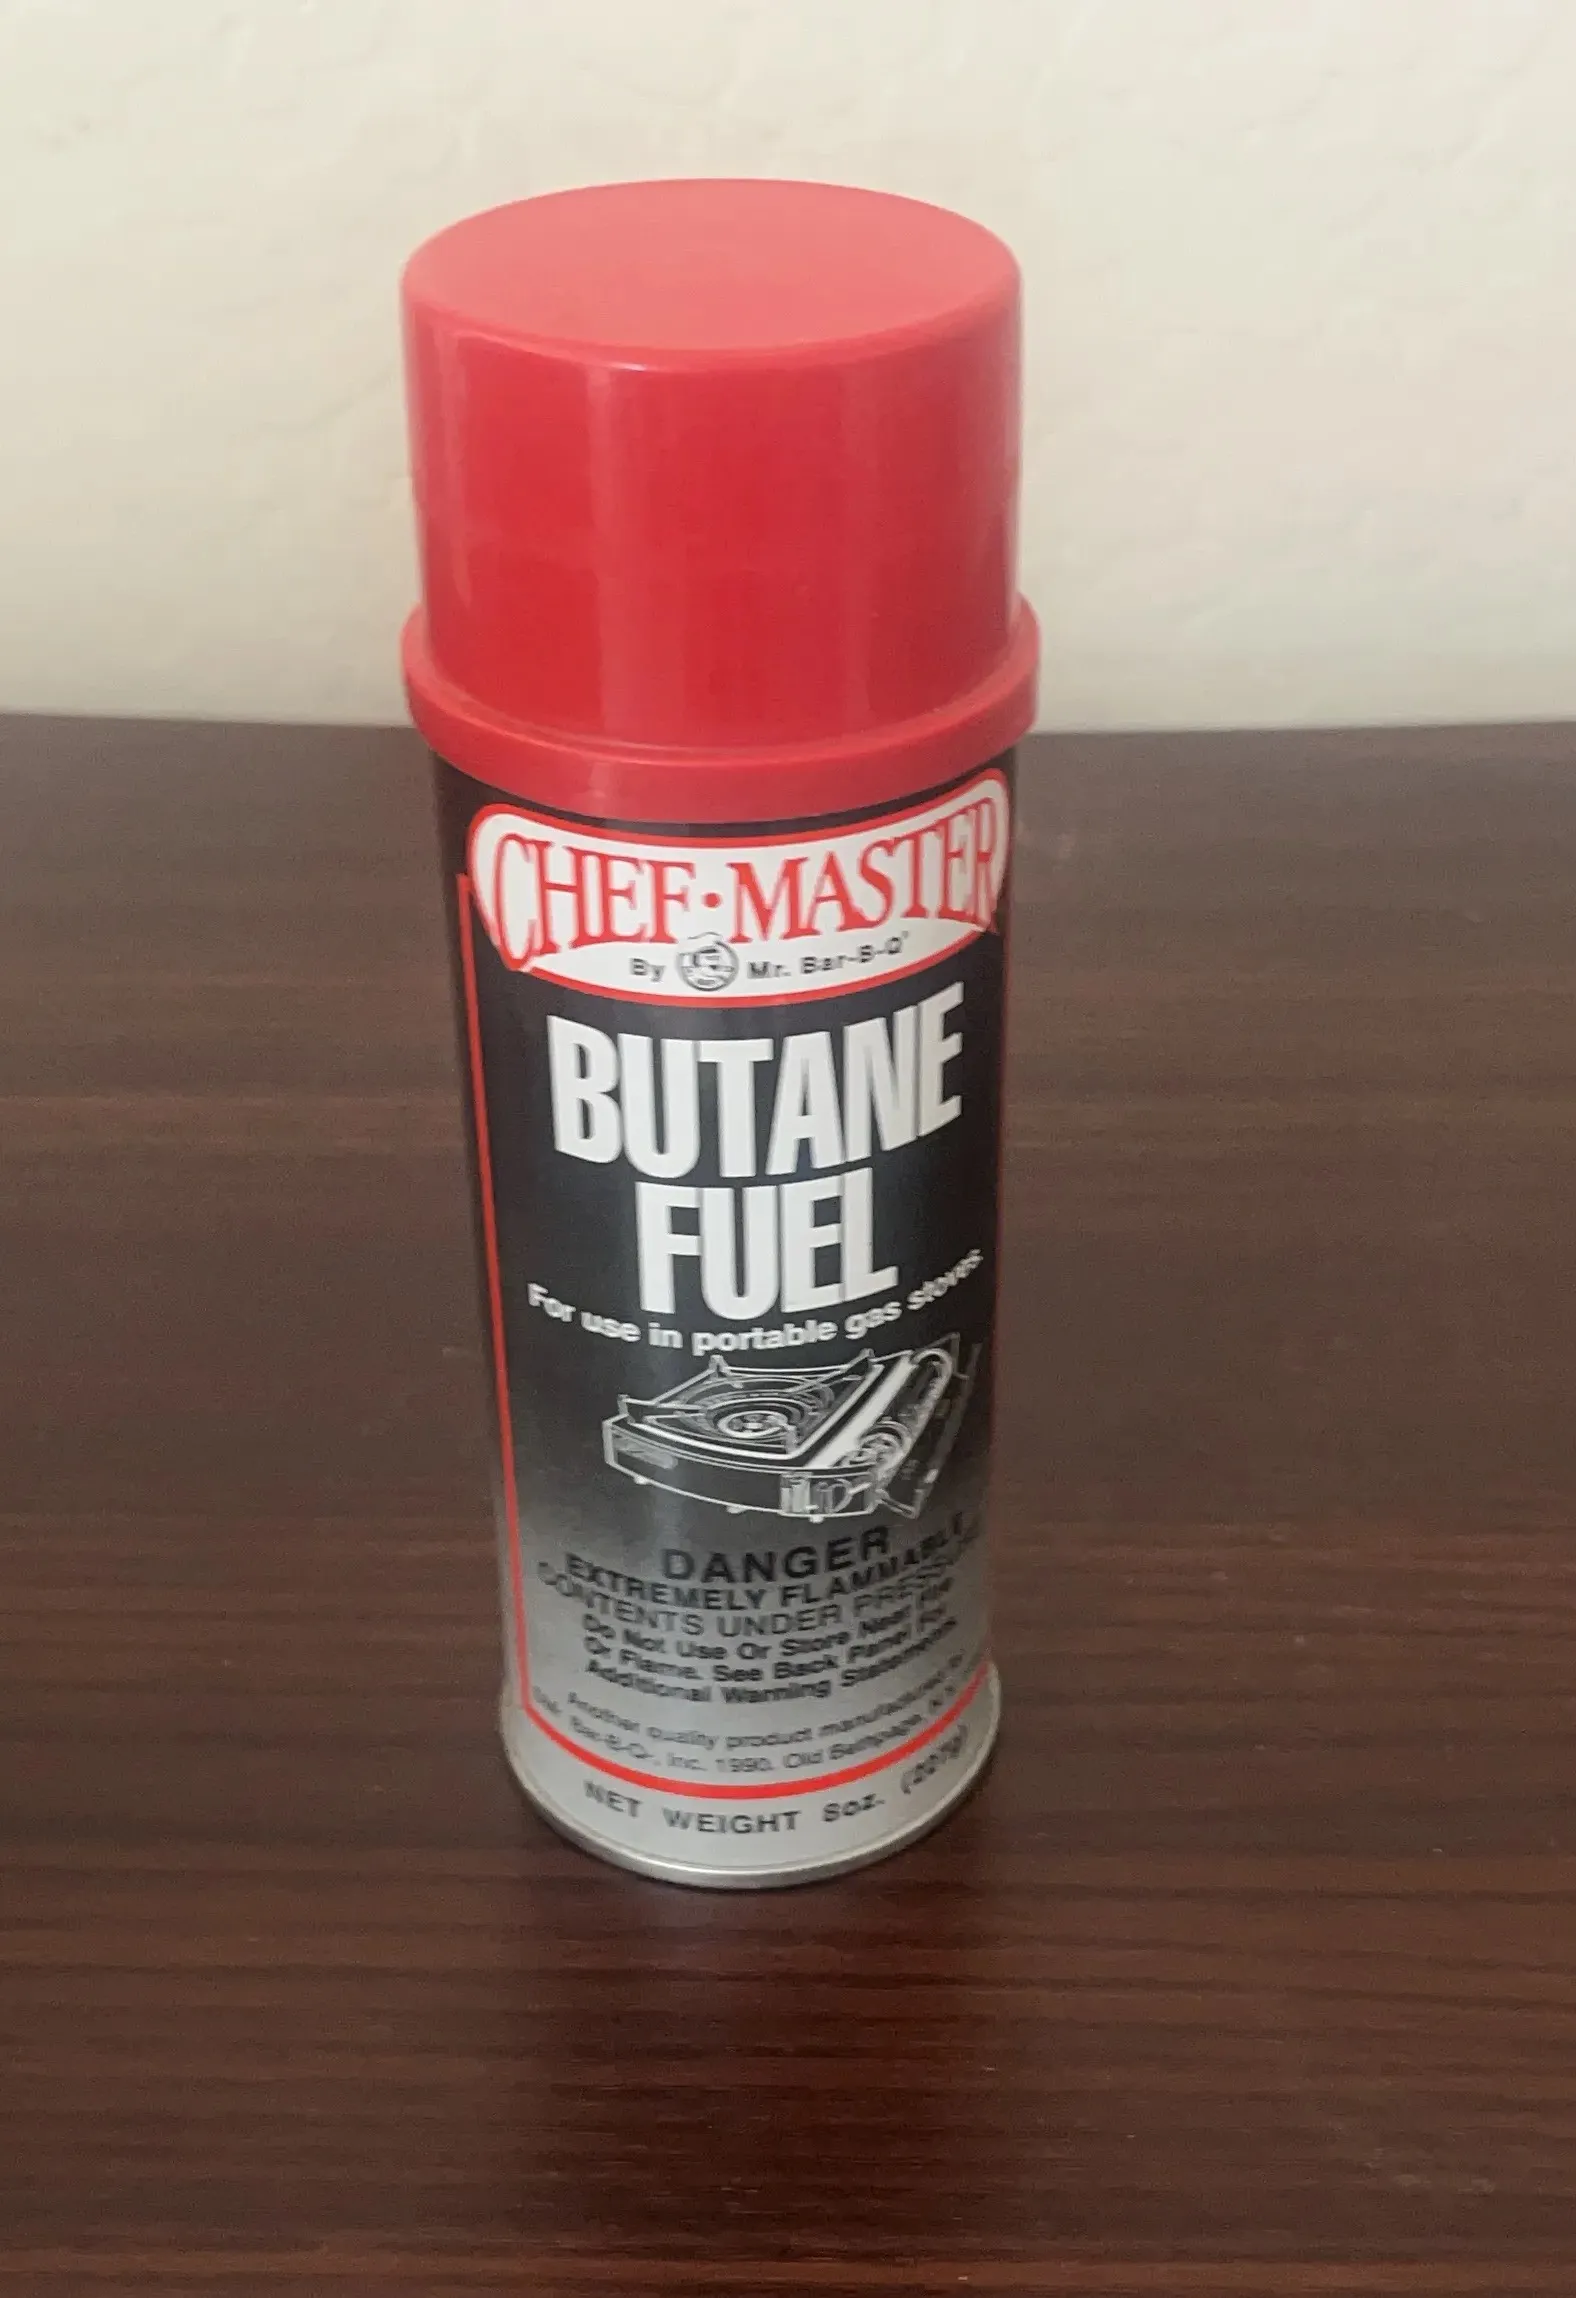 CHEF·MASTER
By Mr. Bar-B-Q
BUTANE
FUEL
For use in portable gas stoves.
DANGER
EXTREMELY FLAMMABLE
CONTENTS UNDER PRESSURE
Do Not Use Or Store Near Fire
Or Flame. See Back Panel For
Additional Warning Statements.
Another quality product manufactured by
Bar-B-Q, Inc. 1990. Old Bethpage, N.Y.
NET WEIGHT 8oz. (227g)